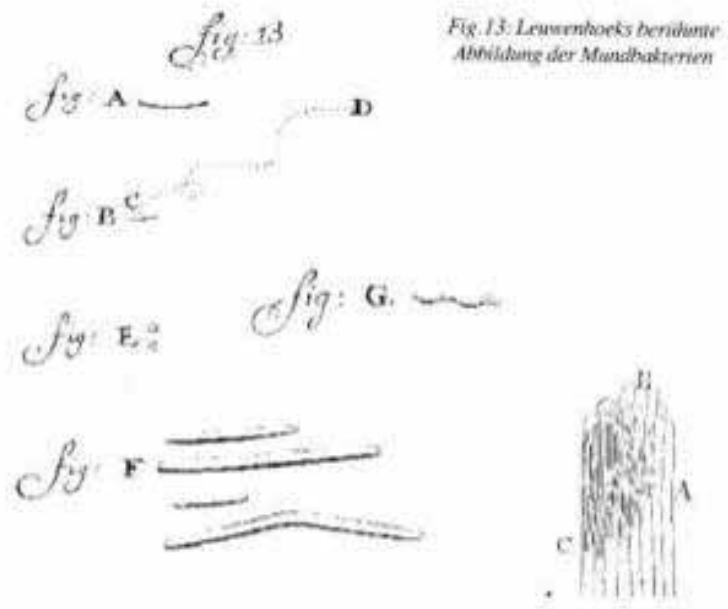 fig: 13
Fig.13: Leuwenhoeks berühmte
Abbildung der Mundbakterien
fig: A
D
C
fig: B.
fig: G.
fig: E.
fig: F
B
A
C